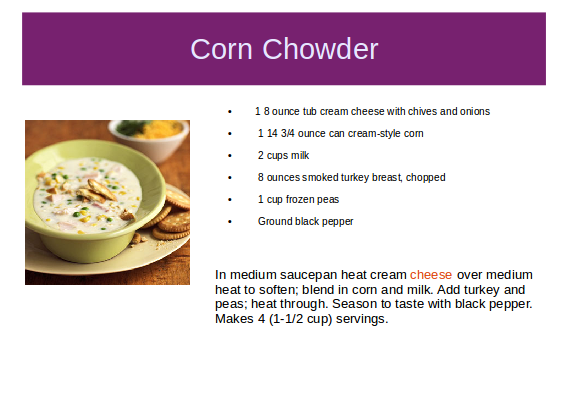 Corn Chowder
• 1 8 ounce tub cream cheese with chives and onions
• 1 14 3/4 ounce can cream-style corn
• 2 cups milk
• 8 ounces smoked turkey breast, chopped
• 1 cup frozen peas
• Ground black pepper
In medium saucepan heat cream cheese over medium
heat to soften; blend in corn and milk. Add turkey and
peas; heat through. Season to taste with black pepper.
Makes 4 (1-1/2 cup) servings.